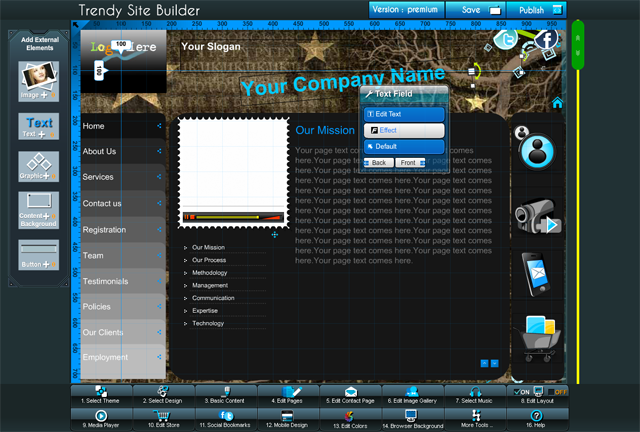 Trendy Site Builder
Version : premium
Save
Publish
Add External
Elements
Image
Text
Text
Graphic
Content
Background
Button
Your Slogan
100
100
Your Company Name
Text Field
Edit Text
Effect
Default
Back
Front
Home
About Us
Services
Contact us
Registration
Team
Testimonials
Policies
Our Clients
Employment
Our Mission
Our Process
Methodology
Management
Communication
Expertise
Technology
Our Mission
Your page text comes here.Your page text comes
here.Your page text comes here.Your page text comes
here.Your page text comes here.Your page text comes
here.Your page text comes here.Your page text comes
here.Your page text comes here.Your page text comes
here.Your page text comes here.Your page text comes
here.Your page text comes here.Your page text comes
here.Your page text comes here.Your page text comes
here.Your page text comes here.Your page text comes
here.Your page text comes here.
1. Select Theme
2. Select Design
3. Basic Content
4. Edit Pages
5. Edit Contact Page
6. Edit Image Gallery
7. Select Music
ON
OFF
8. Edit Layout
9. Media Player
10. Edit Store
11. Social Bookmarks
12. Mobile Design
13. Edit Colors
14. Browser Background
More Tools ...
16. Help